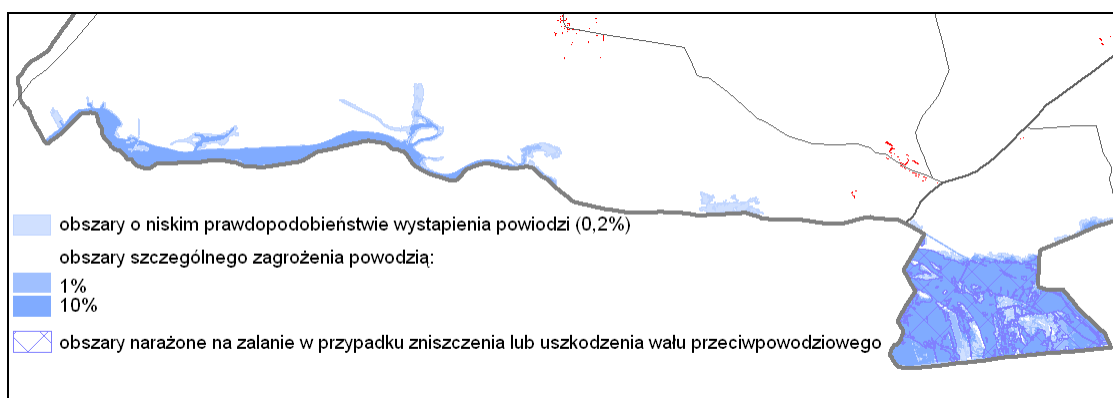 obszary o niskim prawdopodobieństwie wystąpienia powiodzi (0,2%)
obszary szczególnego zagrożenia powodzią:
1%
10%
obszary narażone na zalanie w przypadku zniszczenia lub uszkodzenia wału przeciwpowodziowego